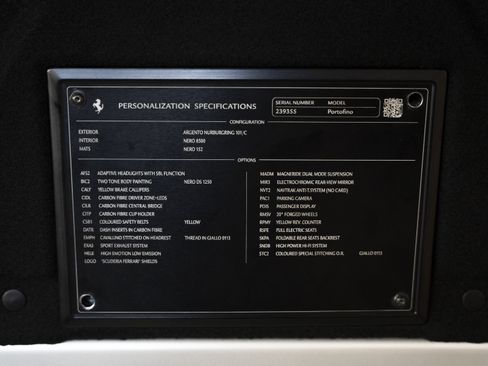 PERSONALIZATION SPECIFICATIONS
SERIAL NUMBER MODEL
239355 Portofino
CONFIGURATION
EXTERIOR ARGENTO NURBURGRING 101/C
INTERIOR NERO 8500
MATS NERO 152
OPTIONS
AFS2 ADAPTIVE HEADLIGHTS WITH SBL FUNCTION
BIC2 TWO TONE BODY PAINTING NERO DS 1250
CALY YELLOW BRAKE CALLIPERS
CIDL CARBON FIBRE DRIVER ZONE+LEDS
CILR CARBON FIBRE CENTRAL BRIDGE
CITP CARBON FIBRE CUP HOLDER
CSB1 COLOURED SAFETY BELTS YELLOW
DATR DASH INSERTS IN CARBON FIBRE
EMPH CAVALLINO STITCHED ON HEADREST THREAD IN GIALLO 0113
EXAS SPORT EXHAUST SYSTEM
HELE HIGH EMOTION LOW EMISSION
LOGO 'SCUDERIA FERRARI' SHIELDS
MADM MAGNERIDE DUAL MODE SUSPENSION
MIR3 ELECTROCHROMIC REAR-VIEW MIRROR
NVT2 NAVTRAK ANTI-T.SYSTEM (NO CARD)
PAC1 PARKING CAMERA
PDIS PASSENGER DISPLAY
RMSV 20" FORGED WHEELS
RPMY YELLOW REV. COUNTER
RSFE FULL ELECTRIC SEATS
SKPA FOLDABLE REAR SEATS BACKREST
SNDB HIGH POWER HI-FI SYSTEM
STC2 COLOURED SPECIAL STITCHING O.R. GIALLO 0113